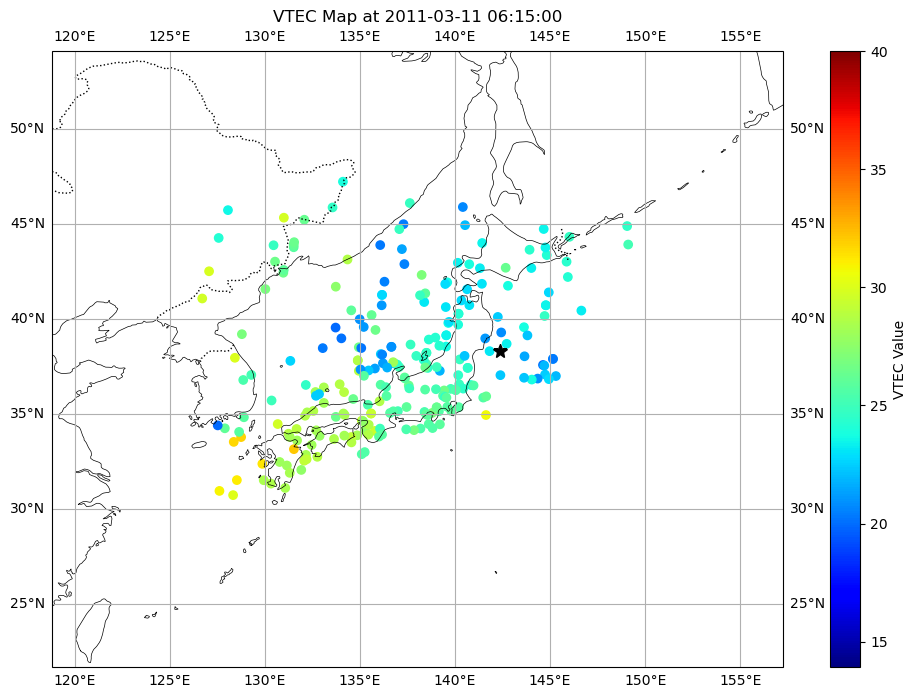 VTEC Map at 2011-03-11 06:15:00
120°E 125°E 130°E 135°E 140°E 145°E 150°E 155°E
40
50°N 50°N
35
45°N 45°N
40°N 40°N
30
VTEC Value
35°N 35°N
25
30°N 30°N
20
25°N 25°N
15
120°E 125°E 130°E 135°E 140°E 145°E 150°E 155°E